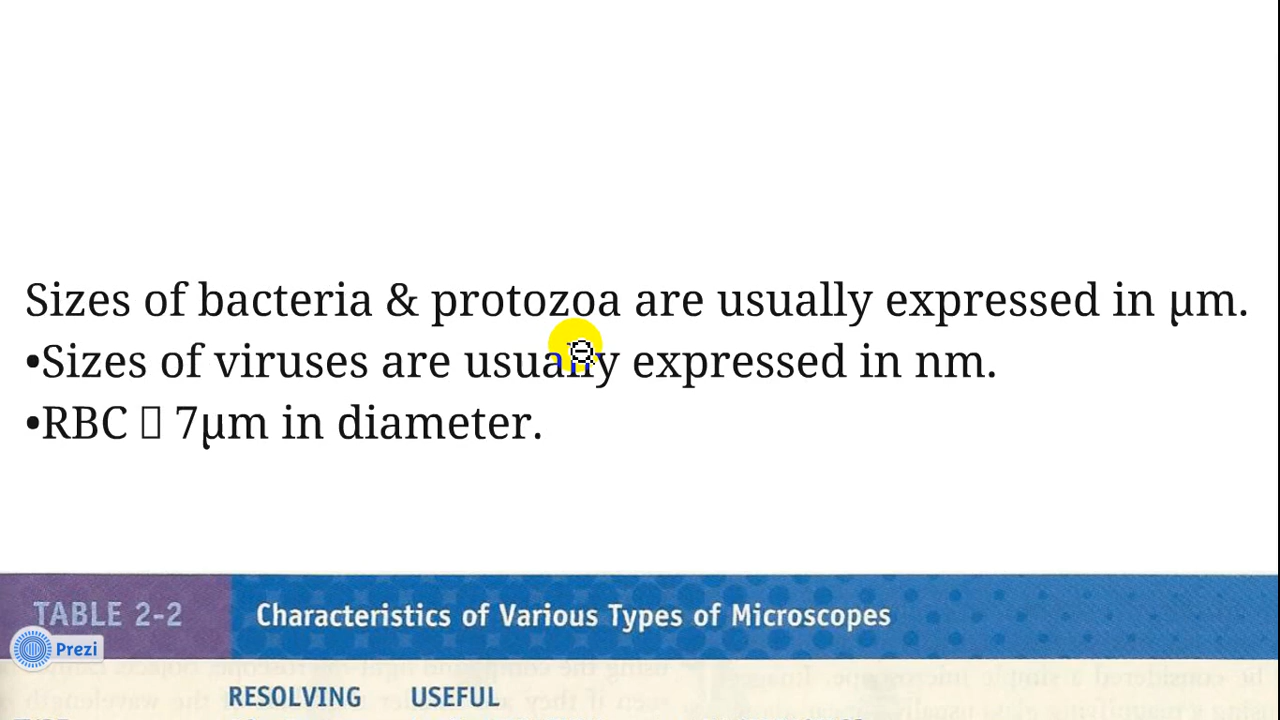 Sizes of bacteria & protozoa are usually expressed in µm.
•Sizes of viruses are usually expressed in nm.
•RBC 7µm in diameter.
TABLE 2-2 Characteristics of Various Types of Microscopes
Prezi
RESOLVING USEFUL